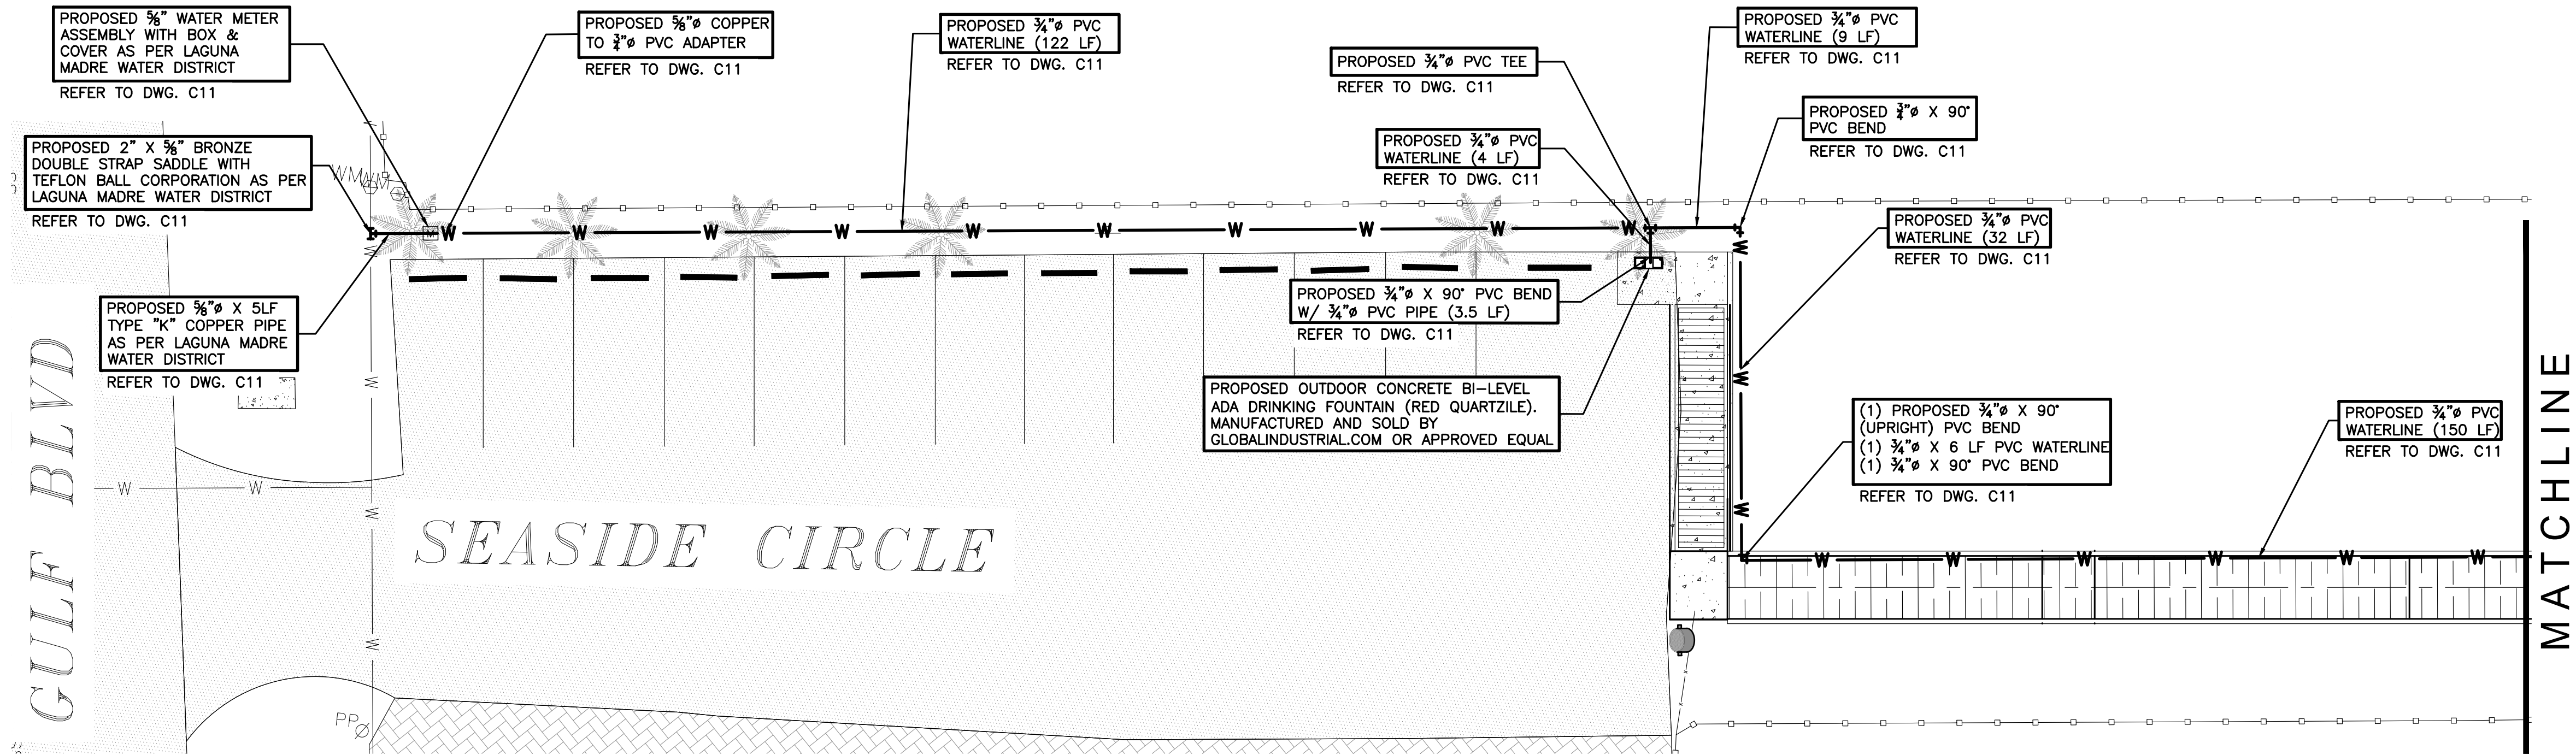 PROPOSED ⅝" WATER METER
ASSEMBLY WITH BOX &
COVER AS PER LAGUNA
MADRE WATER DISTRICT
REFER TO DWG. C11
PROPOSED ⅝"ø COPPER
TO ¾"ø PVC ADAPTER
REFER TO DWG. C11
PROPOSED ¾"ø PVC
WATERLINE (122 LF)
REFER TO DWG. C11
PROPOSED ¾"ø PVC TEE
REFER TO DWG. C11
PROPOSED ¾"ø PVC
WATERLINE (9 LF)
REFER TO DWG. C11
PROPOSED ¾"ø X 90°
PVC BEND
REFER TO DWG. C11
PROPOSED 2" X ⅝" BRONZE
DOUBLE STRAP SADDLE WITH
TEFLON BALL CORPORATION AS PER
LAGUNA MADRE WATER DISTRICT
REFER TO DWG. C11
PROPOSED ¾"ø PVC
WATERLINE (4 LF)
REFER TO DWG. C11
PROPOSED ¾"ø PVC
WATERLINE (32 LF)
REFER TO DWG. C11
WM
WM
M
W W W W W W W W W W
PROPOSED ⅝"ø X 5LF
TYPE "K" COPPER PIPE
AS PER LAGUNA MADRE
WATER DISTRICT
REFER TO DWG. C11
PROPOSED ¾"ø X 90° PVC BEND
W/ ¾"ø PVC PIPE (3.5 LF)
REFER TO DWG. C11
PROPOSED OUTDOOR CONCRETE BI-LEVEL
ADA DRINKING FOUNTAIN (RED QUARTZILE).
MANUFACTURED AND SOLD BY
GLOBALINDUSTRIAL.COM OR APPROVED EQUAL
(1) PROPOSED ¾"ø X 90°
(UPRIGHT) PVC BEND
(1) ¾"ø X 6 LF PVC WATERLINE
(1) ¾"ø X 90° PVC BEND
REFER TO DWG. C11
PROPOSED ¾"ø PVC
WATERLINE (150 LF)
REFER TO DWG. C11
W
W
W
W
W
W
W W
W
W
W W W W W W
GULF BLVD
SEASIDE CIRCLE
MATCHLINE
PPø